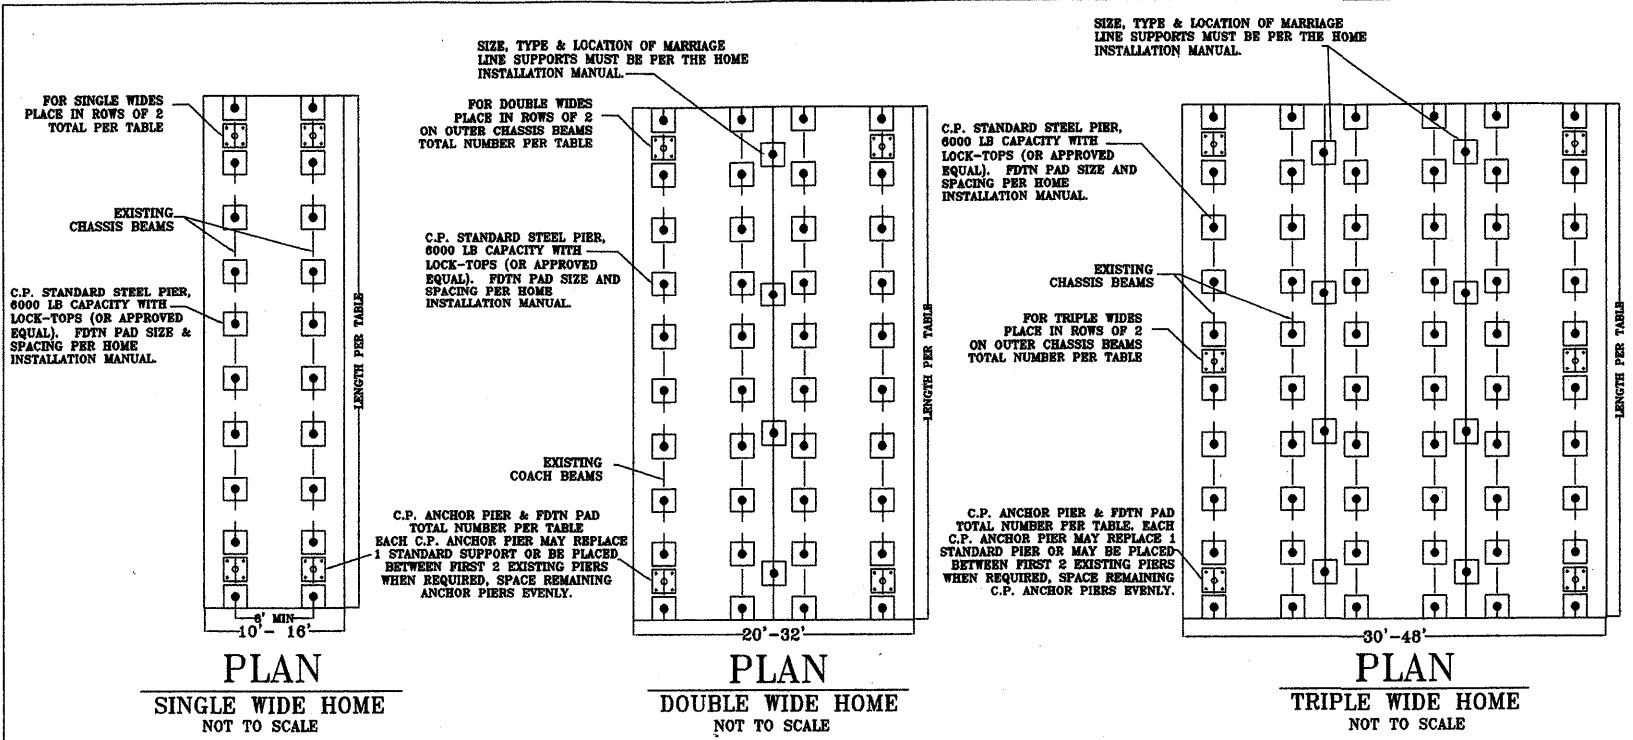 FOR SINGLE WIDES
PLACE IN ROWS OF 2
TOTAL PER TABLE
EXISTING
CHASSIS BEAMS
C.P. STANDARD STEEL PIER,
6000 LB CAPACITY WITH
LOCK-TOPS (OR APPROVED
EQUAL). FDTN PAD SIZE &
SPACING PER HOME
INSTALLATION MANUAL.
LENGTH PER TABLE
8' MIN
10'- 16'
PLAN
SINGLE WIDE HOME
NOT TO SCALE
SIZE, TYPE & LOCATION OF MARRIAGE
LINE SUPPORTS MUST BE PER THE HOME
INSTALLATION MANUAL.
FOR DOUBLE WIDES
PLACE IN ROWS OF 2
ON OUTER CHASSIS BEAMS
TOTAL NUMBER PER TABLE
C.P. STANDARD STEEL PIER,
6000 LB CAPACITY WITH
LOCK-TOPS (OR APPROVED
EQUAL). FDTN PAD SIZE AND
SPACING PER HOME
INSTALLATION MANUAL.
EXISTING
COACH BEAMS
C.P. ANCHOR PIER & FDTN PAD
TOTAL NUMBER PER TABLE
EACH C.P. ANCHOR PIER MAY REPLACE
1 STANDARD SUPPORT OR BE PLACED
BETWEEN FIRST 2 EXISTING PIERS
WHEN REQUIRED, SPACE REMAINING
ANCHOR PIERS EVENLY.
LENGTH PER TABLE
20'-32'
PLAN
DOUBLE WIDE HOME
NOT TO SCALE
SIZE, TYPE & LOCATION OF MARRIAGE
LINE SUPPORTS MUST BE PER THE HOME
INSTALLATION MANUAL.
C.P. STANDARD STEEL PIER,
6000 LB CAPACITY WITH
LOCK-TOPS (OR APPROVED
EQUAL). FDTN PAD SIZE AND
SPACING PER HOME
INSTALLATION MANUAL.
EXISTING
CHASSIS BEAMS
FOR TRIPLE WIDES
PLACE IN ROWS OF 2
ON OUTER CHASSIS BEAMS
TOTAL NUMBER PER TABLE
C.P. ANCHOR PIER & FDTN PAD
TOTAL NUMBER PER TABLE, EACH
C.P. ANCHOR PIER MAY REPLACE 1
STANDARD PIER OR MAY BE PLACED
BETWEEN FIRST 2 EXISTING PIERS
WHEN REQUIRED, SPACE REMAINING
C.P. ANCHOR PIERS EVENLY.
LENGTH PER TABLE
30'-48'
PLAN
TRIPLE WIDE HOME
NOT TO SCALE